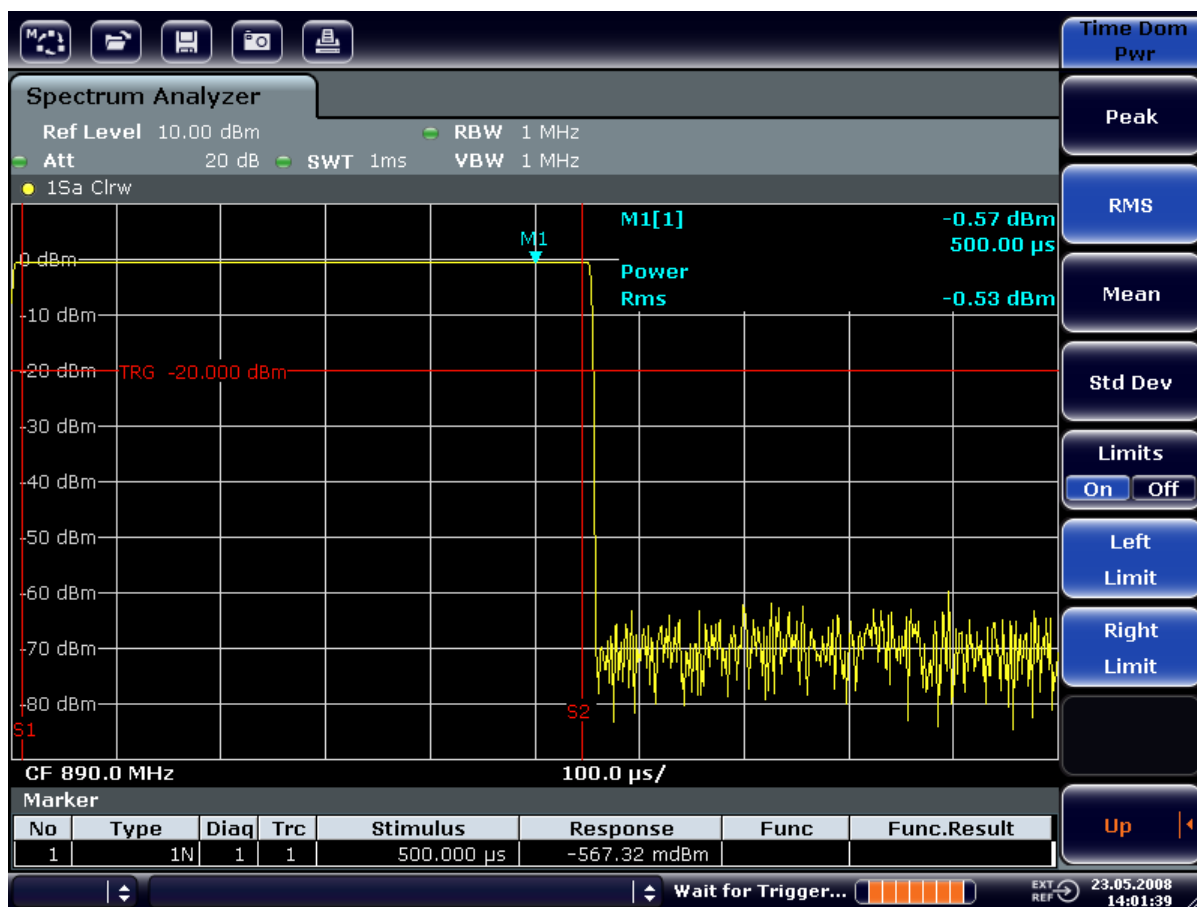 M
Time Dom
Pwr
Spectrum Analyzer
Ref Level 10.00 dBm RBW 1 MHz
Att 20 dB SWT 1ms VBW 1 MHz
1Sa Clrw
M1[1] -0.57 dBm
500.00 µs
M1
0 dBm
Power
Rms -0.53 dBm
-10 dBm
-20 dBm TRG -20.000 dBm
-30 dBm
-40 dBm
-50 dBm
-60 dBm
-70 dBm
-80 dBm
S2
S1
CF 890.0 MHz 100.0 µs/
Marker
No Type Diaq Trc Stimulus Response Func Func.Result
1 1N 1 1 500.000 µs -567.32 mdBm
Wait for Trigger... EXT REF 23.05.2008
14:01:39
Peak
RMS
Mean
Std Dev
Limits
On Off
Left
Limit
Right
Limit
Up